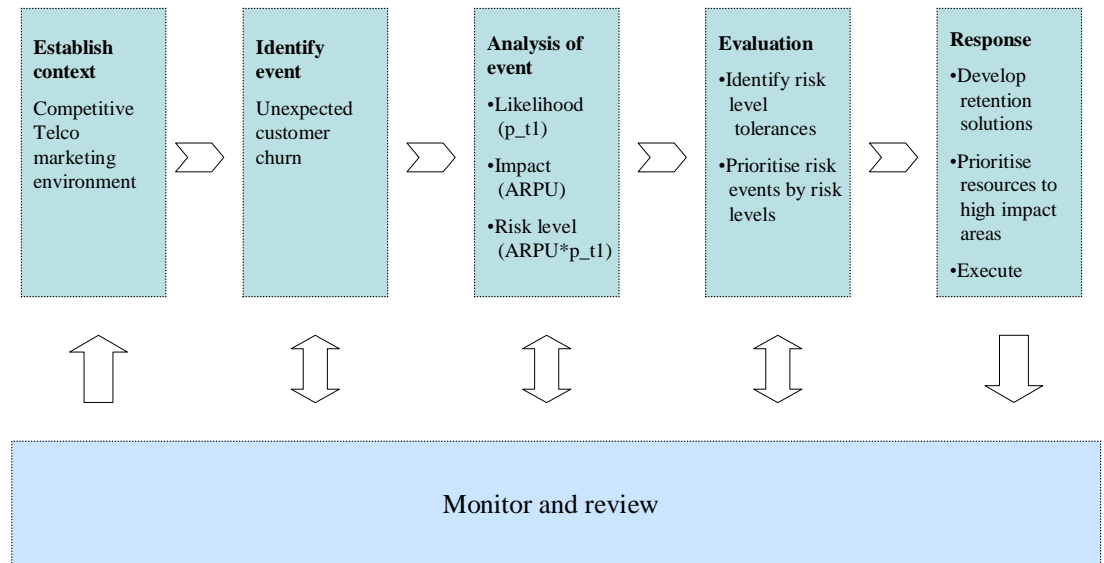 Establish
context
Competitive
Telco
marketing
environment
Identify
event
Unexpected
customer
churn
Analysis of
event
•Likelihood
(p_t1)
•Impact
(ARPU)
•Risk level
(ARPU*p_t1)
Evaluation
•Identify risk
level
tolerances
•Prioritise risk
events by risk
levels
Response
•Develop
retention
solutions
•Prioritise
resources to
high impact
areas
•Execute
Monitor and review